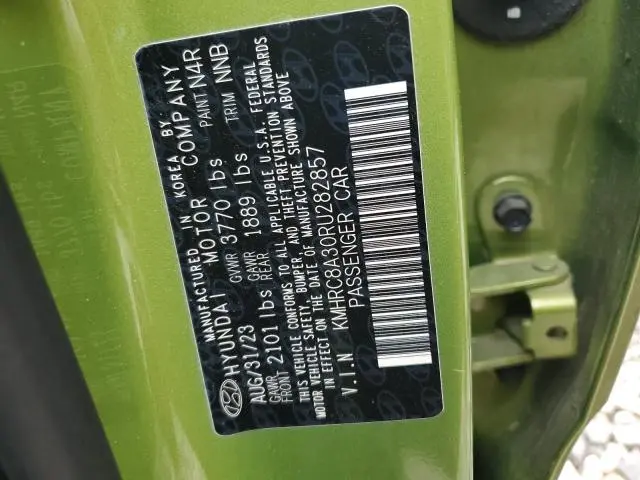 MANUFACTURED IN KOREA BY
HYUNDAI MOTOR COMPANY
AUG/31/23 GVWR 3770 lbs PAINT N4R
GAWR FRONT 2101 lbs GAWR REAR 1889 lbs TRIM NNB
THIS VEHICLE CONFORMS TO ALL APPLICABLE U.S.A. FEDERAL
MOTOR VEHICLE SAFETY, BUMPER, AND THEFT PREVENTION STANDARDS
IN EFFECT ON THE DATE OF MANUFACTURE SHOWN ABOVE
V.I.N KMHRC8A30RU282857
PASSENGER CAR